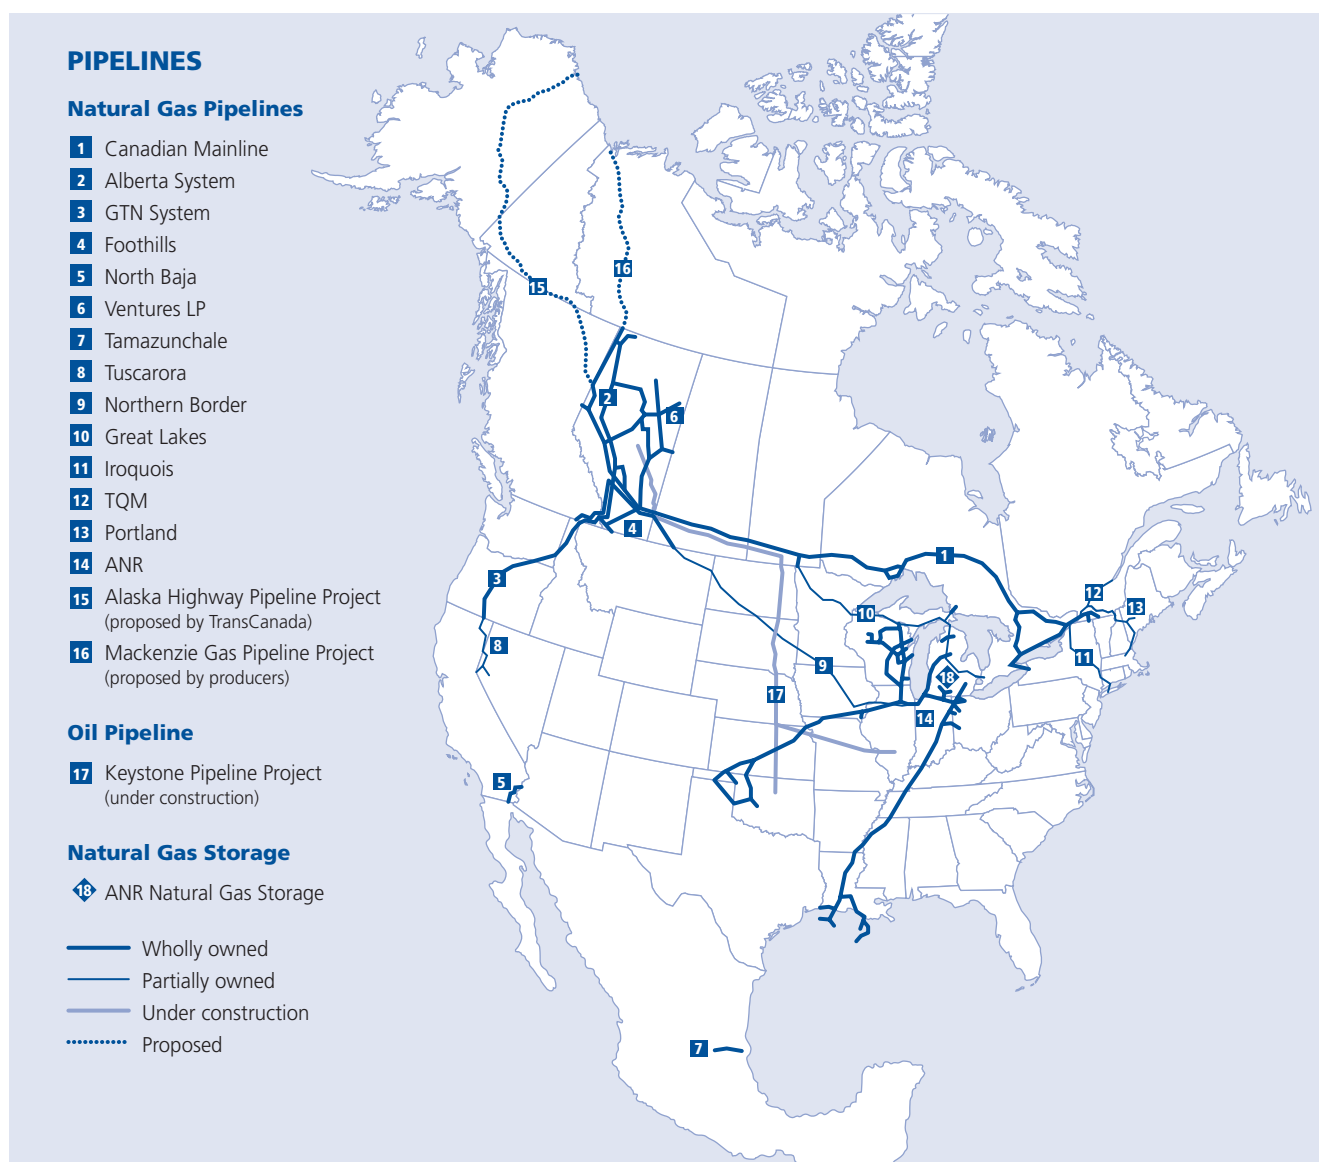 PIPELINES
Natural Gas Pipelines
1 Canadian Mainline
2 Alberta System
3 GTN System
4 Foothills
5 North Baja
6 Ventures LP
7 Tamazunchale
8 Tuscarora
9 Northern Border
10 Great Lakes
11 Iroquois
12 TQM
13 Portland
14 ANR
15 Alaska Highway Pipeline Project
(proposed by TransCanada)
16 Mackenzie Gas Pipeline Project
(proposed by producers)
Oil Pipeline
17 Keystone Pipeline Project
(under construction)
Natural Gas Storage
18 ANR Natural Gas Storage
Wholly owned
Partially owned
Under construction
Proposed
16
15
2
6
4
1
3
12
13
10
8
11
9
18
17
14
5
7